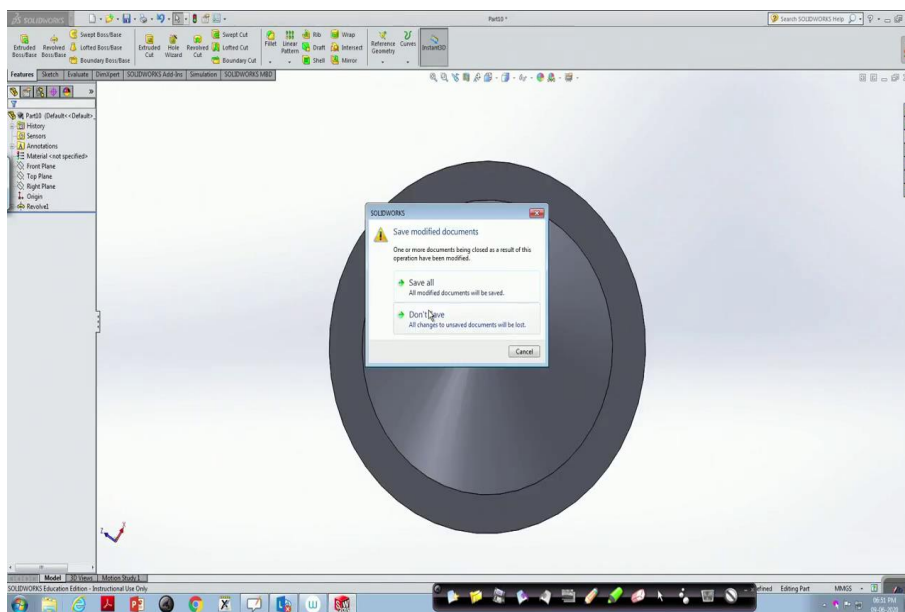 SOLIDWORKS
Part10 *
Search SOLIDWORKS Help
Extruded Boss/Base
Revolved Boss/Base
Swept Boss/Base
Lofted Boss/Base
Boundary Boss/Base
Extruded Cut
Hole Wizard
Revolved Cut
Swept Cut
Lofted Cut
Boundary Cut
Fillet
Linear Pattern
Rib
Draft
Shell
Wrap
Intersect
Mirror
Reference Geometry
Curves
Instant3D
Features Sketch Evaluate DimXpert SOLIDWORKS Add-Ins Simulation SOLIDWORKS MBD
Part10 (Default<<Default>_
History
Sensors
Annotations
Material <not specified>
Front Plane
Top Plane
Right Plane
Origin
Revolve1
SOLIDWORKS
Save modified documents
One or more documents being closed as a result of this
operation have been modified.
Save all
All modified documents will be saved.
Don't Save
All changes to unsaved documents will be lost.
Cancel
Model 3D Views Motion Study 1
SOLIDWORKS Education Edition - Instructional Use Only
efined Editing Part MMGS
06:51 PM